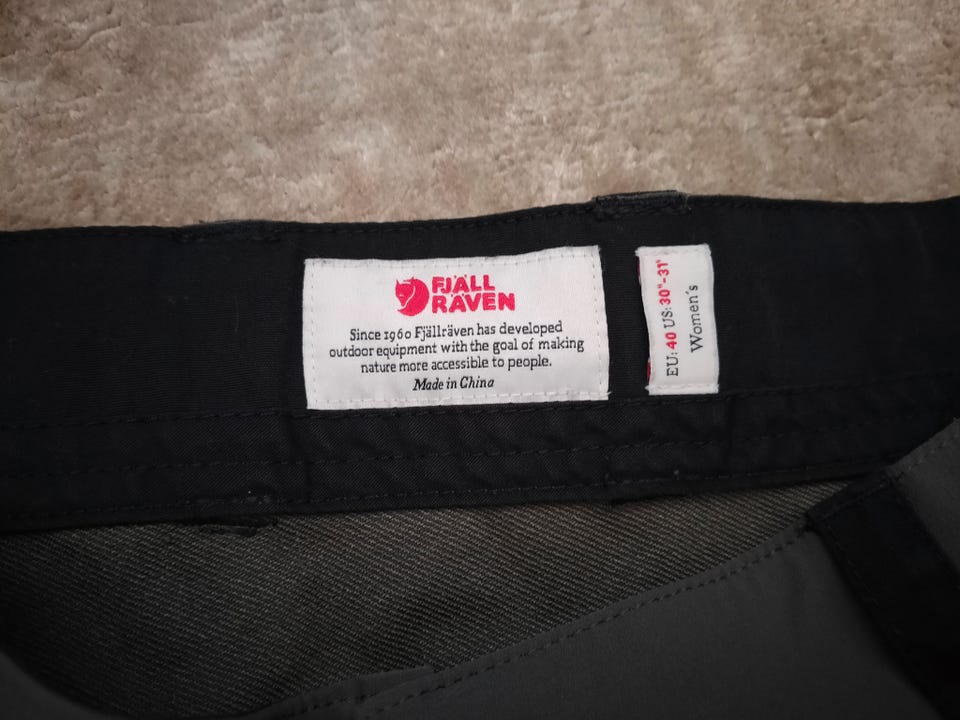 FJÄLL
RÄVEN
Since 1960 Fjällräven has developed
outdoor equipment with the goal of making
nature more accessible to people.
Made in China
EU: 40 US: 30"-31"
Women's